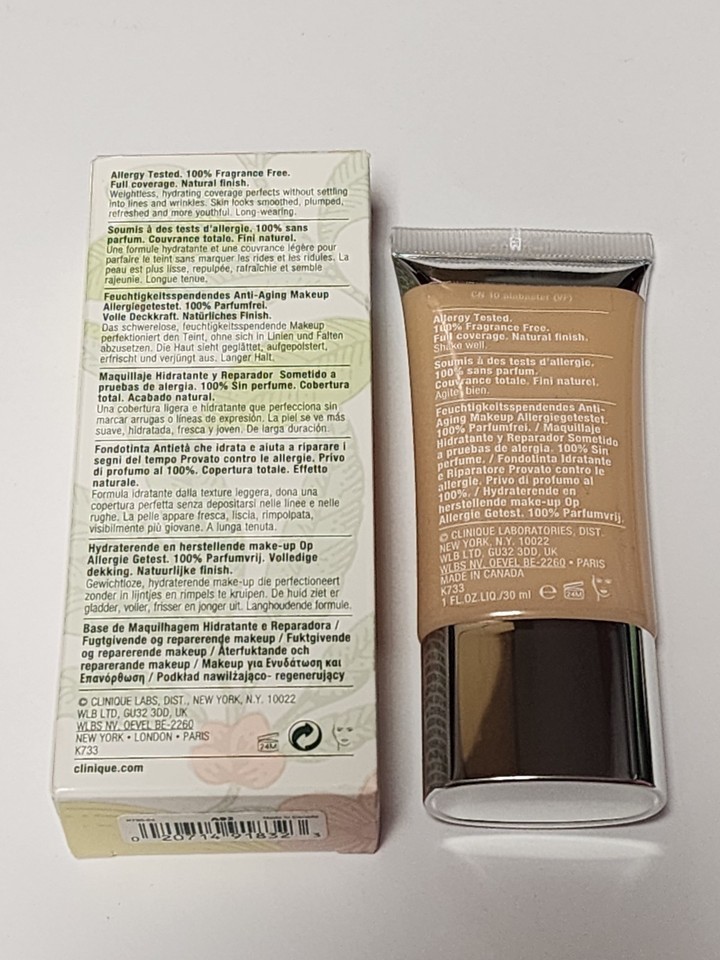 Allergy Tested. 100% Fragrance Free.
Full coverage. Natural finish.
Weightless, hydrating coverage perfects without settling
into lines and wrinkles. Skin looks smoothed, plumped,
refreshed and more youthful. Long-wearing.
Soumis à des tests d'allergie. 100% sans
parfum. Couvrance totale. Fini naturel.
Une formule hydratante et une couvrance légère pour
parfaire le teint sans marquer les rides et les ridules. La
peau est plus lisse, repulpée, rafraîchie et semble
rajeunie. Longue tenue.
Feuchtigkeitsspendendes Anti-Aging Makeup
Allergiegetestet. 100% Parfumfrei.
Volle Deckkraft. Natürliches Finish.
Das schwerelose, feuchtigkeitsspendende Makeup
perfektioniert den Teint, ohne sich in Linien und Falten
abzusetzen. Die Haut sieht geglättet, aufgepolstert,
erfrischt und verjüngt aus. Langer Halt.
Maquillaje Hidratante y Reparador Sometido a
pruebas de alergia. 100% Sin perfume. Cobertura
total. Acabado natural.
Una cobertura ligera e hidratante que perfecciona sin
marcar arrugas o líneas de expresión. La piel se ve más
suave, hidratada, fresca y joven. De larga duración.
Fondotinta Antietà che idrata e aiuta a riparare i
segni del tempo Provato contro le allergie. Privo
di profumo al 100%. Copertura totale. Effetto
naturale.
Formula idratante dalla texture leggera, dona una
copertura perfetta senza depositarsi nelle linee e nelle
rughe. La pelle appare fresca, liscia, rimpolpata,
visibilmente più giovane. A lunga tenuta.
Hydraterende en herstellende make-up Op
Allergie Getest. 100% Parfumvrij. Volledige
dekking. Natuurlijke finish.
Gewichtloze, hydraterende make-up die perfectioneert
zonder in lijntjes en rimpels te kruipen. De huid ziet er
gladder, voller, frisser en jonger uit. Langhoudende formule.
Base de Maquilhagem Hidratante e Reparadora /
Fugtgivende og reparerende makeup / Fuktgivende
og reparerende makeup / Återfuktande och
reparerande makeup / Makeup για Ενυδάτωση και
Επανόρθωση / Podkład nawilżająco- regenerujący
© CLINIQUE LABS, DIST., NEW YORK, N.Y. 10022
WLB LTD, GU32 3DD, UK
WLBS NV. OEVEL BE-2260
NEW YORK • LONDON • PARIS
K733
24M
clinique.com
Made in Canada
0 20714 91832 3
CN 10 alabaster (VF)
Allergy Tested.
100% Fragrance Free.
Full coverage. Natural finish.
Shake well.
Soumis à des tests d'allergie.
100% sans parfum.
Couvrance totale. Fini naturel.
Agiter bien.
Feuchtigkeitsspendendes Anti-
Aging Makeup Allergiegetestet.
100% Parfumfrei. / Maquillaje
Hidratante y Reparador Sometido
a pruebas de alergia. 100% Sin
perfume. / Fondotinta Idratante
e Riparatore Provato contro le
allergie. Privo di profumo al
100%. / Hydraterende en
herstellende make-up Op
Allergie Getest. 100% Parfumvrij.
© CLINIQUE LABORATORIES, DIST.
NEW YORK, N.Y. 10022
WLB LTD, GU32 3DD, UK
WLBS NV. OEVEL BE-2260 • PARIS
MADE IN CANADA
K733
1 FL.OZ.LIQ./30 ml e 24M